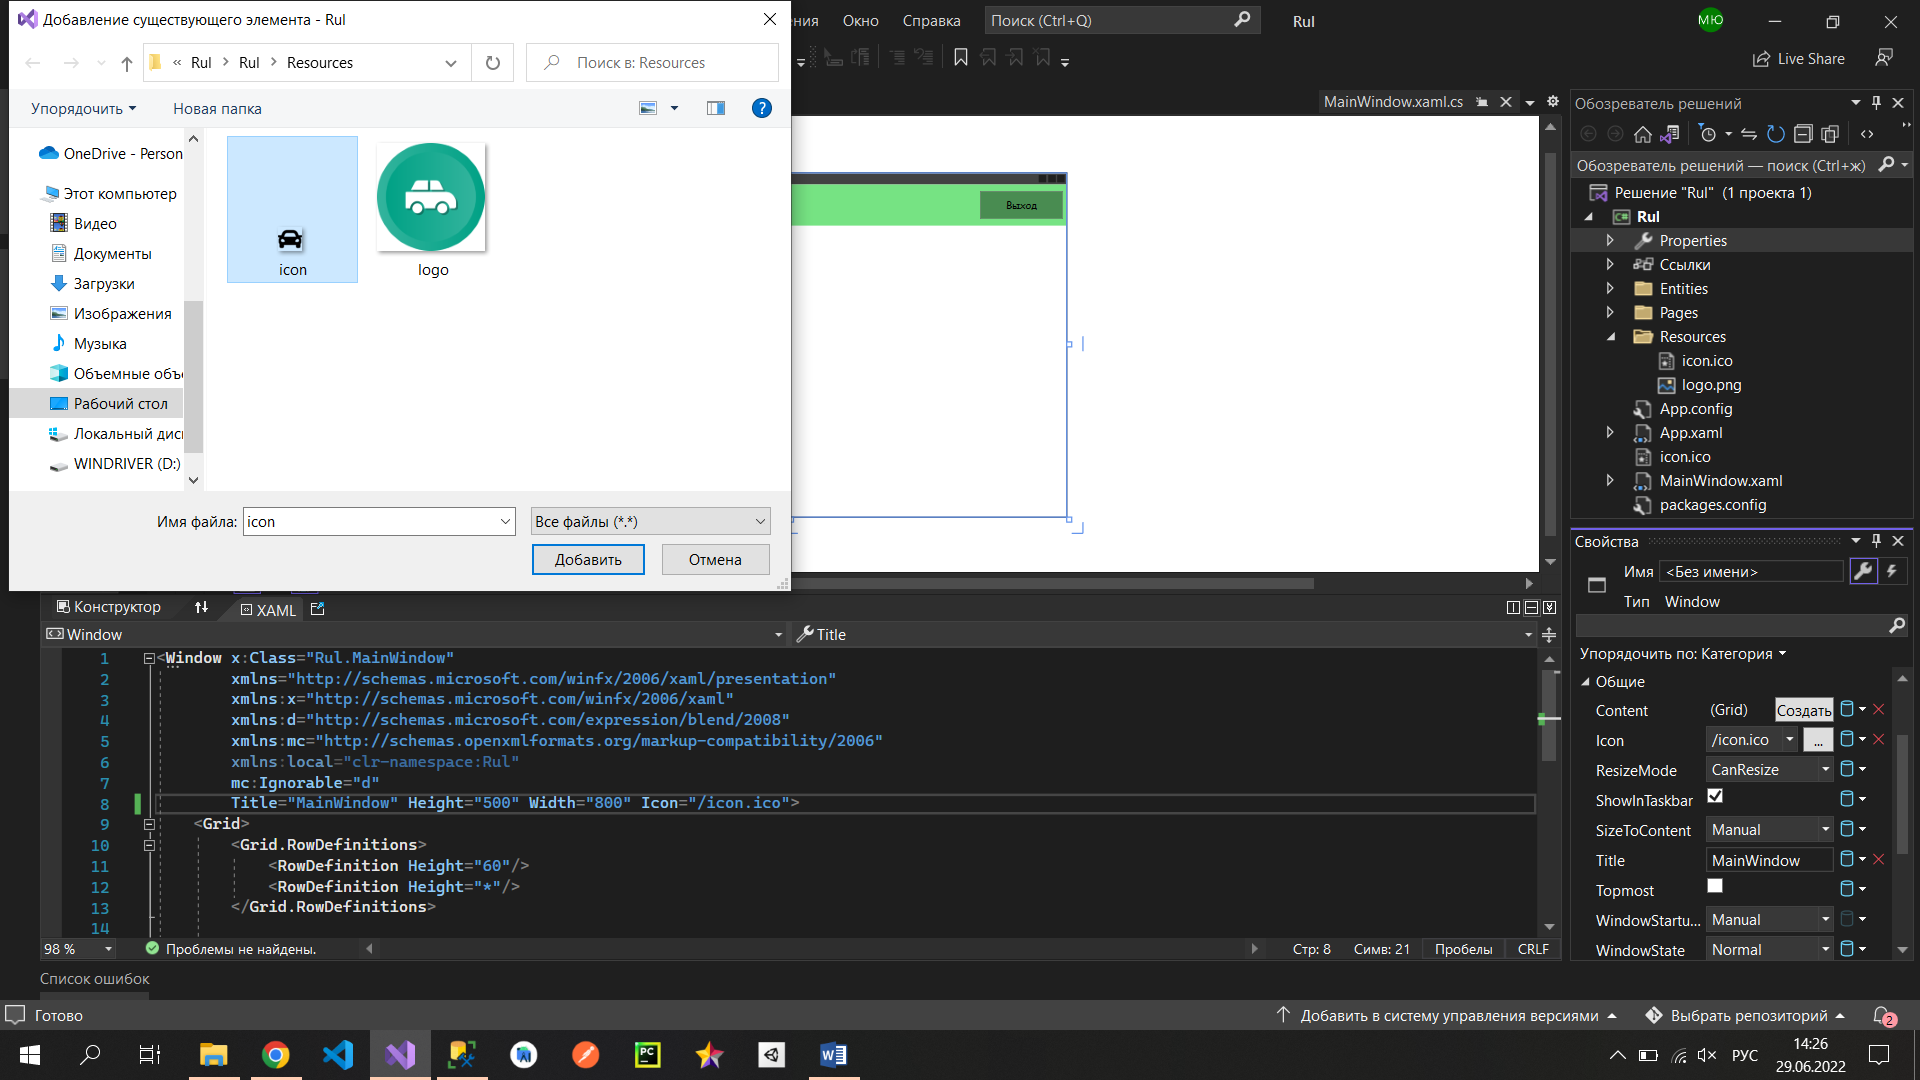 Добавление существующего элемента - Rul
« Rul > Rul > Resources
Поиск в: Resources
Упорядочить
Новая папка
OneDrive - Person
Этот компьютер
Видео
Документы
Загрузки
Изображения
Музыка
Объемные объ
Рабочий стол
Локальный дис
WINDRIVER (D:)
icon
logo
Имя файла:
icon
Все файлы (*.*)
Добавить
Отмена
ния
Окно
Справка
Поиск (Ctrl+Q)
Rul
МЮ
Live Share
MainWindow.xaml.cs
Выход
Обозреватель решений
Обозреватель решений — поиск (Ctrl+ж)
Решение "Rul" (1 проекта 1)
C# Rul
Properties
Ссылки
Entities
Pages
Resources
icon.ico
logo.png
App.config
App.xaml
icon.ico
MainWindow.xaml
packages.config
Свойства
Имя <Без имени>
Тип Window
Упорядочить по: Категория
Общие
Content (Grid) Создать
Icon /icon.ico ...
ResizeMode CanResize
ShowInTaskbar
SizeToContent Manual
Title MainWindow
Topmost
WindowStartu... Manual
WindowState Normal
Конструктор
XAML
Window
Title
1 <Window x:Class="Rul.MainWindow"
2 xmlns="http://schemas.microsoft.com/winfx/2006/xaml/presentation"
3 xmlns:x="http://schemas.microsoft.com/winfx/2006/xaml"
4 xmlns:d="http://schemas.microsoft.com/expression/blend/2008"
5 xmlns:mc="http://schemas.openxmlformats.org/markup-compatibility/2006"
6 xmlns:local="clr-namespace:Rul"
7 mc:Ignorable="d"
8 Title="MainWindow" Height="500" Width="800" Icon="/icon.ico">
9 <Grid>
10 <Grid.RowDefinitions>
11 <RowDefinition Height="60"/>
12 <RowDefinition Height="*"/>
13 </Grid.RowDefinitions>
14
98 %
Проблемы не найдены.
Стр: 8
Симв: 21
Пробелы
CRLF
Список ошибок
Готово
Добавить в систему управления версиями
Выбрать репозиторий
2
PC
РУС
14:26
29.06.2022